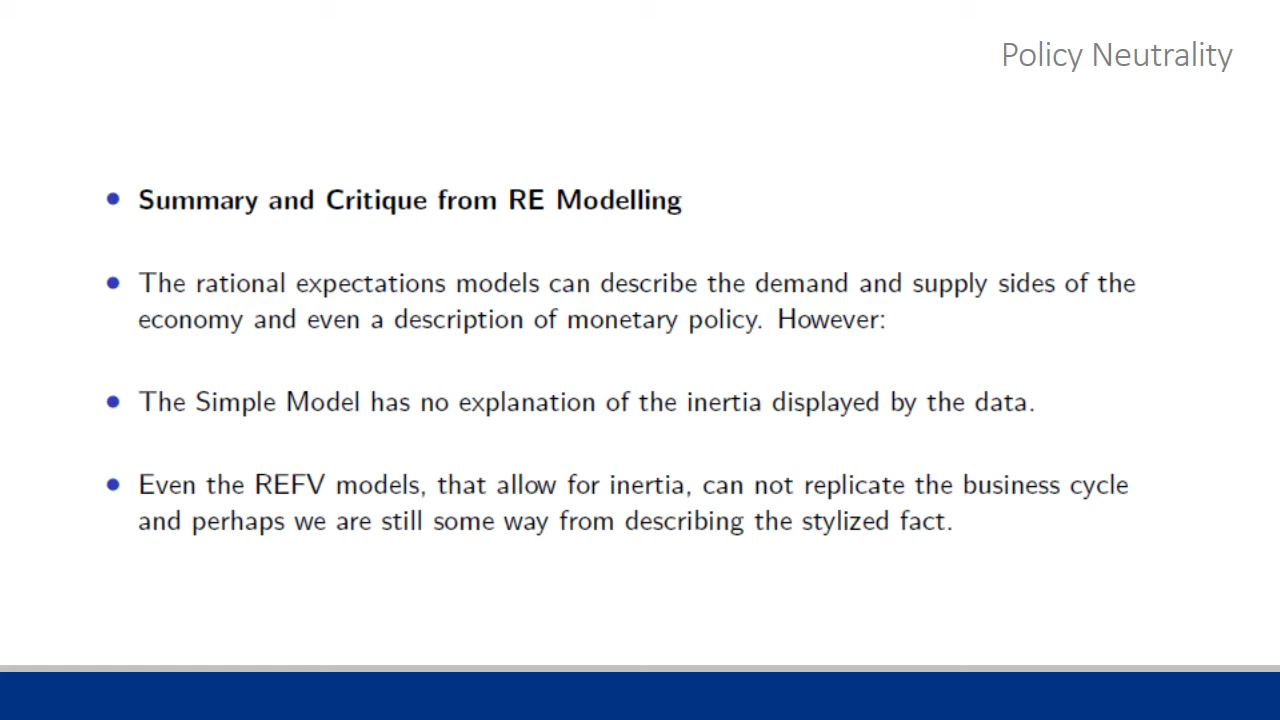 Policy Neutrality
Summary and Critique from RE Modelling
The rational expectations models can describe the demand and supply sides of the
economy and even a description of monetary policy. However:
The Simple Model has no explanation of the inertia displayed by the data.
Even the REFV models, that allow for inertia, can not replicate the business cycle
and perhaps we are still some way from describing the stylized fact.